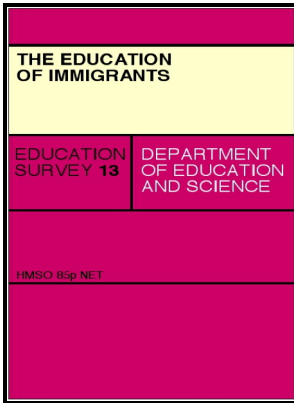 THE EDUCATION
OF IMMIGRANTS
EDUCATION
SURVEY 13
DEPARTMENT
OF EDUCATION
AND SCIENCE
HMSO 85p NET